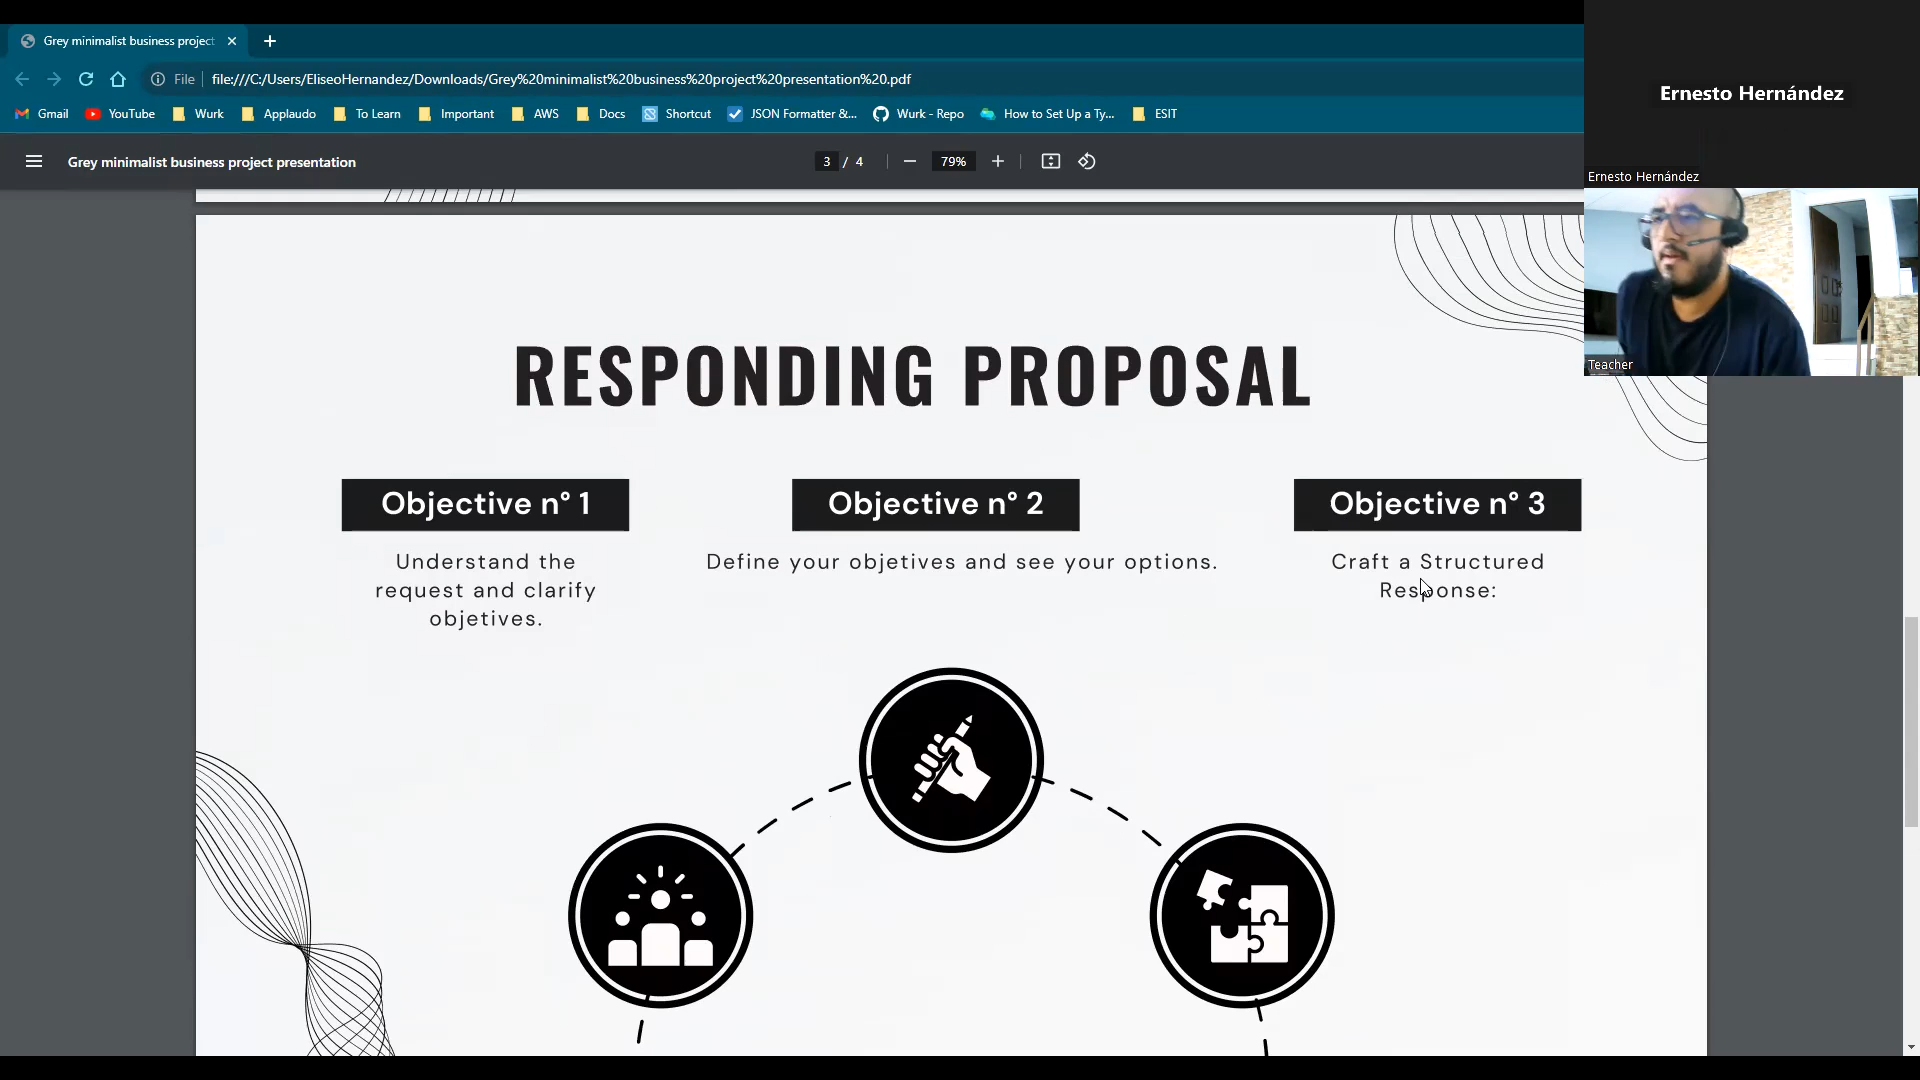 Grey minimalist business project
File
file:///C:/Users/EliseoHernandez/Downloads/Grey%20minimalist%20business%20project%20presentation%20.pdf
Gmail YouTube Wurk Applaudo To Learn Important AWS Docs Shortcut JSON Formatter &... Wurk - Repo How to Set Up a Ty... ESIT
Grey minimalist business project presentation
3 / 4 79%
Ernesto Hernández
Ernesto Hernández
Teacher
RESPONDING PROPOSAL
Objective n° 1
Understand the
request and clarify
objetives.
Objective n° 2
Define your objetives and see your options.
Objective n° 3
Craft a Structured
Response: